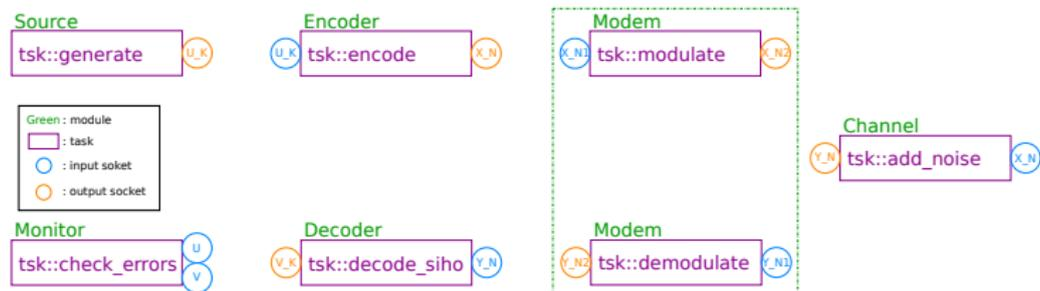 Source
Encoder
Modem
tsk::generate
U_K
U_K
tsk::encode
X_N
X_N1
tsk::modulate
X_N2
Green : module
: task
: input soket
: output socket
Channel
Y_N
tsk::add_noise
X_N
Monitor
Decoder
Modem
tsk::check_errors
U
V
V_K
tsk::decode_siho
Y_N
Y_N2
tsk::demodulate
Y_N1